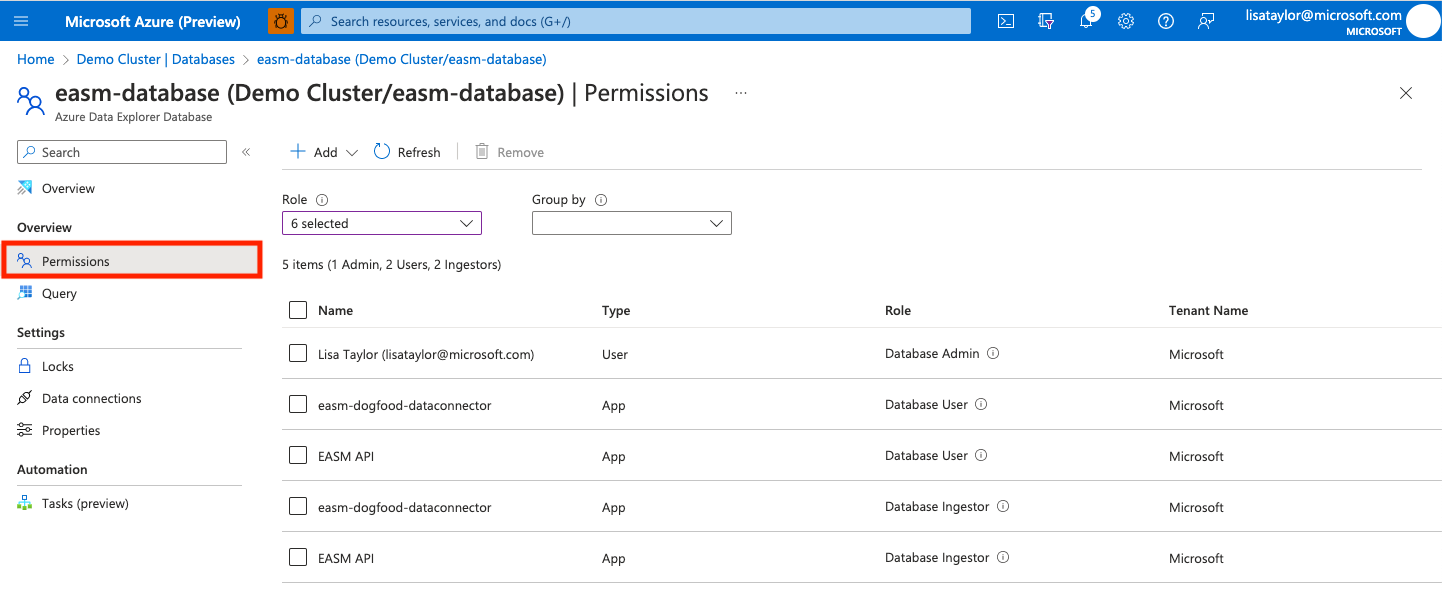 Microsoft Azure (Preview)
Search resources, services, and docs (G+/)
5
lisataylor@microsoft.com
MICROSOFT
Home > Demo Cluster | Databases > easm-database (Demo Cluster/easm-database)
easm-database (Demo Cluster/easm-database) | Permissions ...
Azure Data Explorer Database
Search
«
Overview
Overview
Permissions
Query
Settings
Locks
Data connections
Properties
Automation
Tasks (preview)
+ Add Refresh Remove
Role Group by
6 selected
5 items (1 Admin, 2 Users, 2 Ingestors)
Name Type Role Tenant Name
Lisa Taylor (lisataylor@microsoft.com) User Database Admin Microsoft
easm-dogfood-dataconnector App Database User Microsoft
EASM API App Database User Microsoft
easm-dogfood-dataconnector App Database Ingestor Microsoft
EASM API App Database Ingestor Microsoft